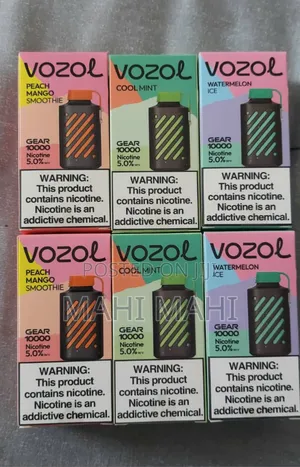 VOZOL
PEACH
MANGO
SMOOTHIE
GEAR
10000
Nicotine
5.0%
WARNING:
This product
contains nicotine.
Nicotine is an
addictive chemical.
VOZOL
COOL MINT
GEAR
10000
Nicotine
5.0%
WARNING:
This product
contains nicotine.
Nicotine is an
addictive chemical.
VOZOL
WATERMELON
ICE
GEAR
10000
Nicotine
5.0%
WARNING:
This product
contains nicotine.
Nicotine is an
addictive chemical.
VOZOL
PEACH
MANGO
SMOOTHIE
GEAR
10000
Nicotine
5.0%
WARNING:
This product
contains nicotine.
Nicotine is an
addictive chemical.
VOZOL
COOL MINT
GEAR
10000
Nicotine
5.0%
WARNING:
This product
contains nicotine.
Nicotine is an
addictive chemical.
VOZOL
WATERMELON
ICE
GEAR
10000
Nicotine
5.0%
WARNING:
This product
contains nicotine.
Nicotine is an
addictive chemical.
POSTED ON JIJI
MAHI MAHI